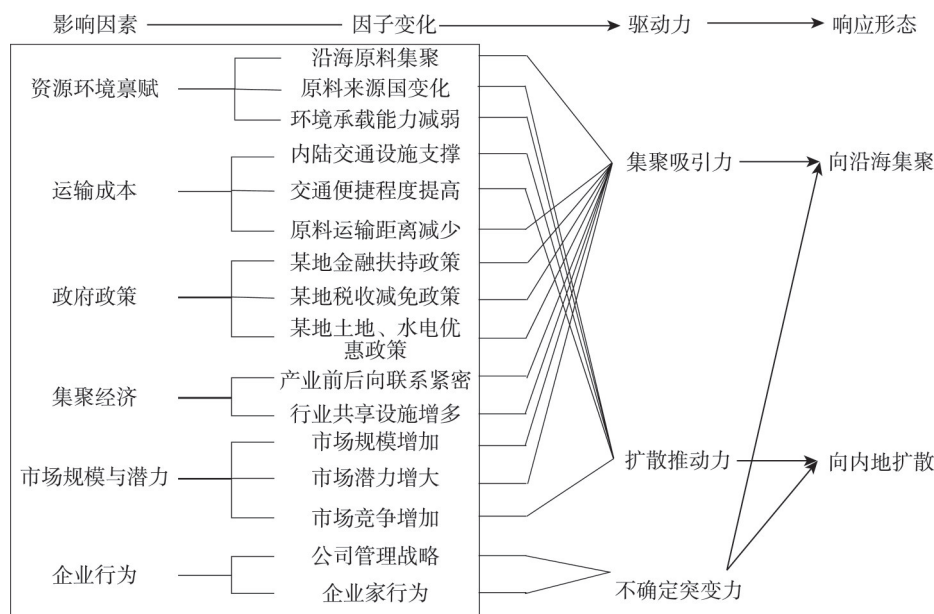 影响因素 因子变化 驱动力 响应形态
沿海原料集聚
资源环境禀赋 原料来源国变化
环境承载能力减弱
内陆交通设施支撑
集聚吸引力 向沿海集聚
运输成本 交通便捷程度提高
原料运输距离减少
某地金融扶持政策
政府政策 某地税收减免政策
某地土地、水电优
惠政策
产业前后向联系紧密
集聚经济
行业共享设施增多
市场规模增加
扩散推动力 向内地扩散
市场规模与潜力 市场潜力增大
市场竞争增加
公司管理战略
企业行为
企业家行为
不确定突变力